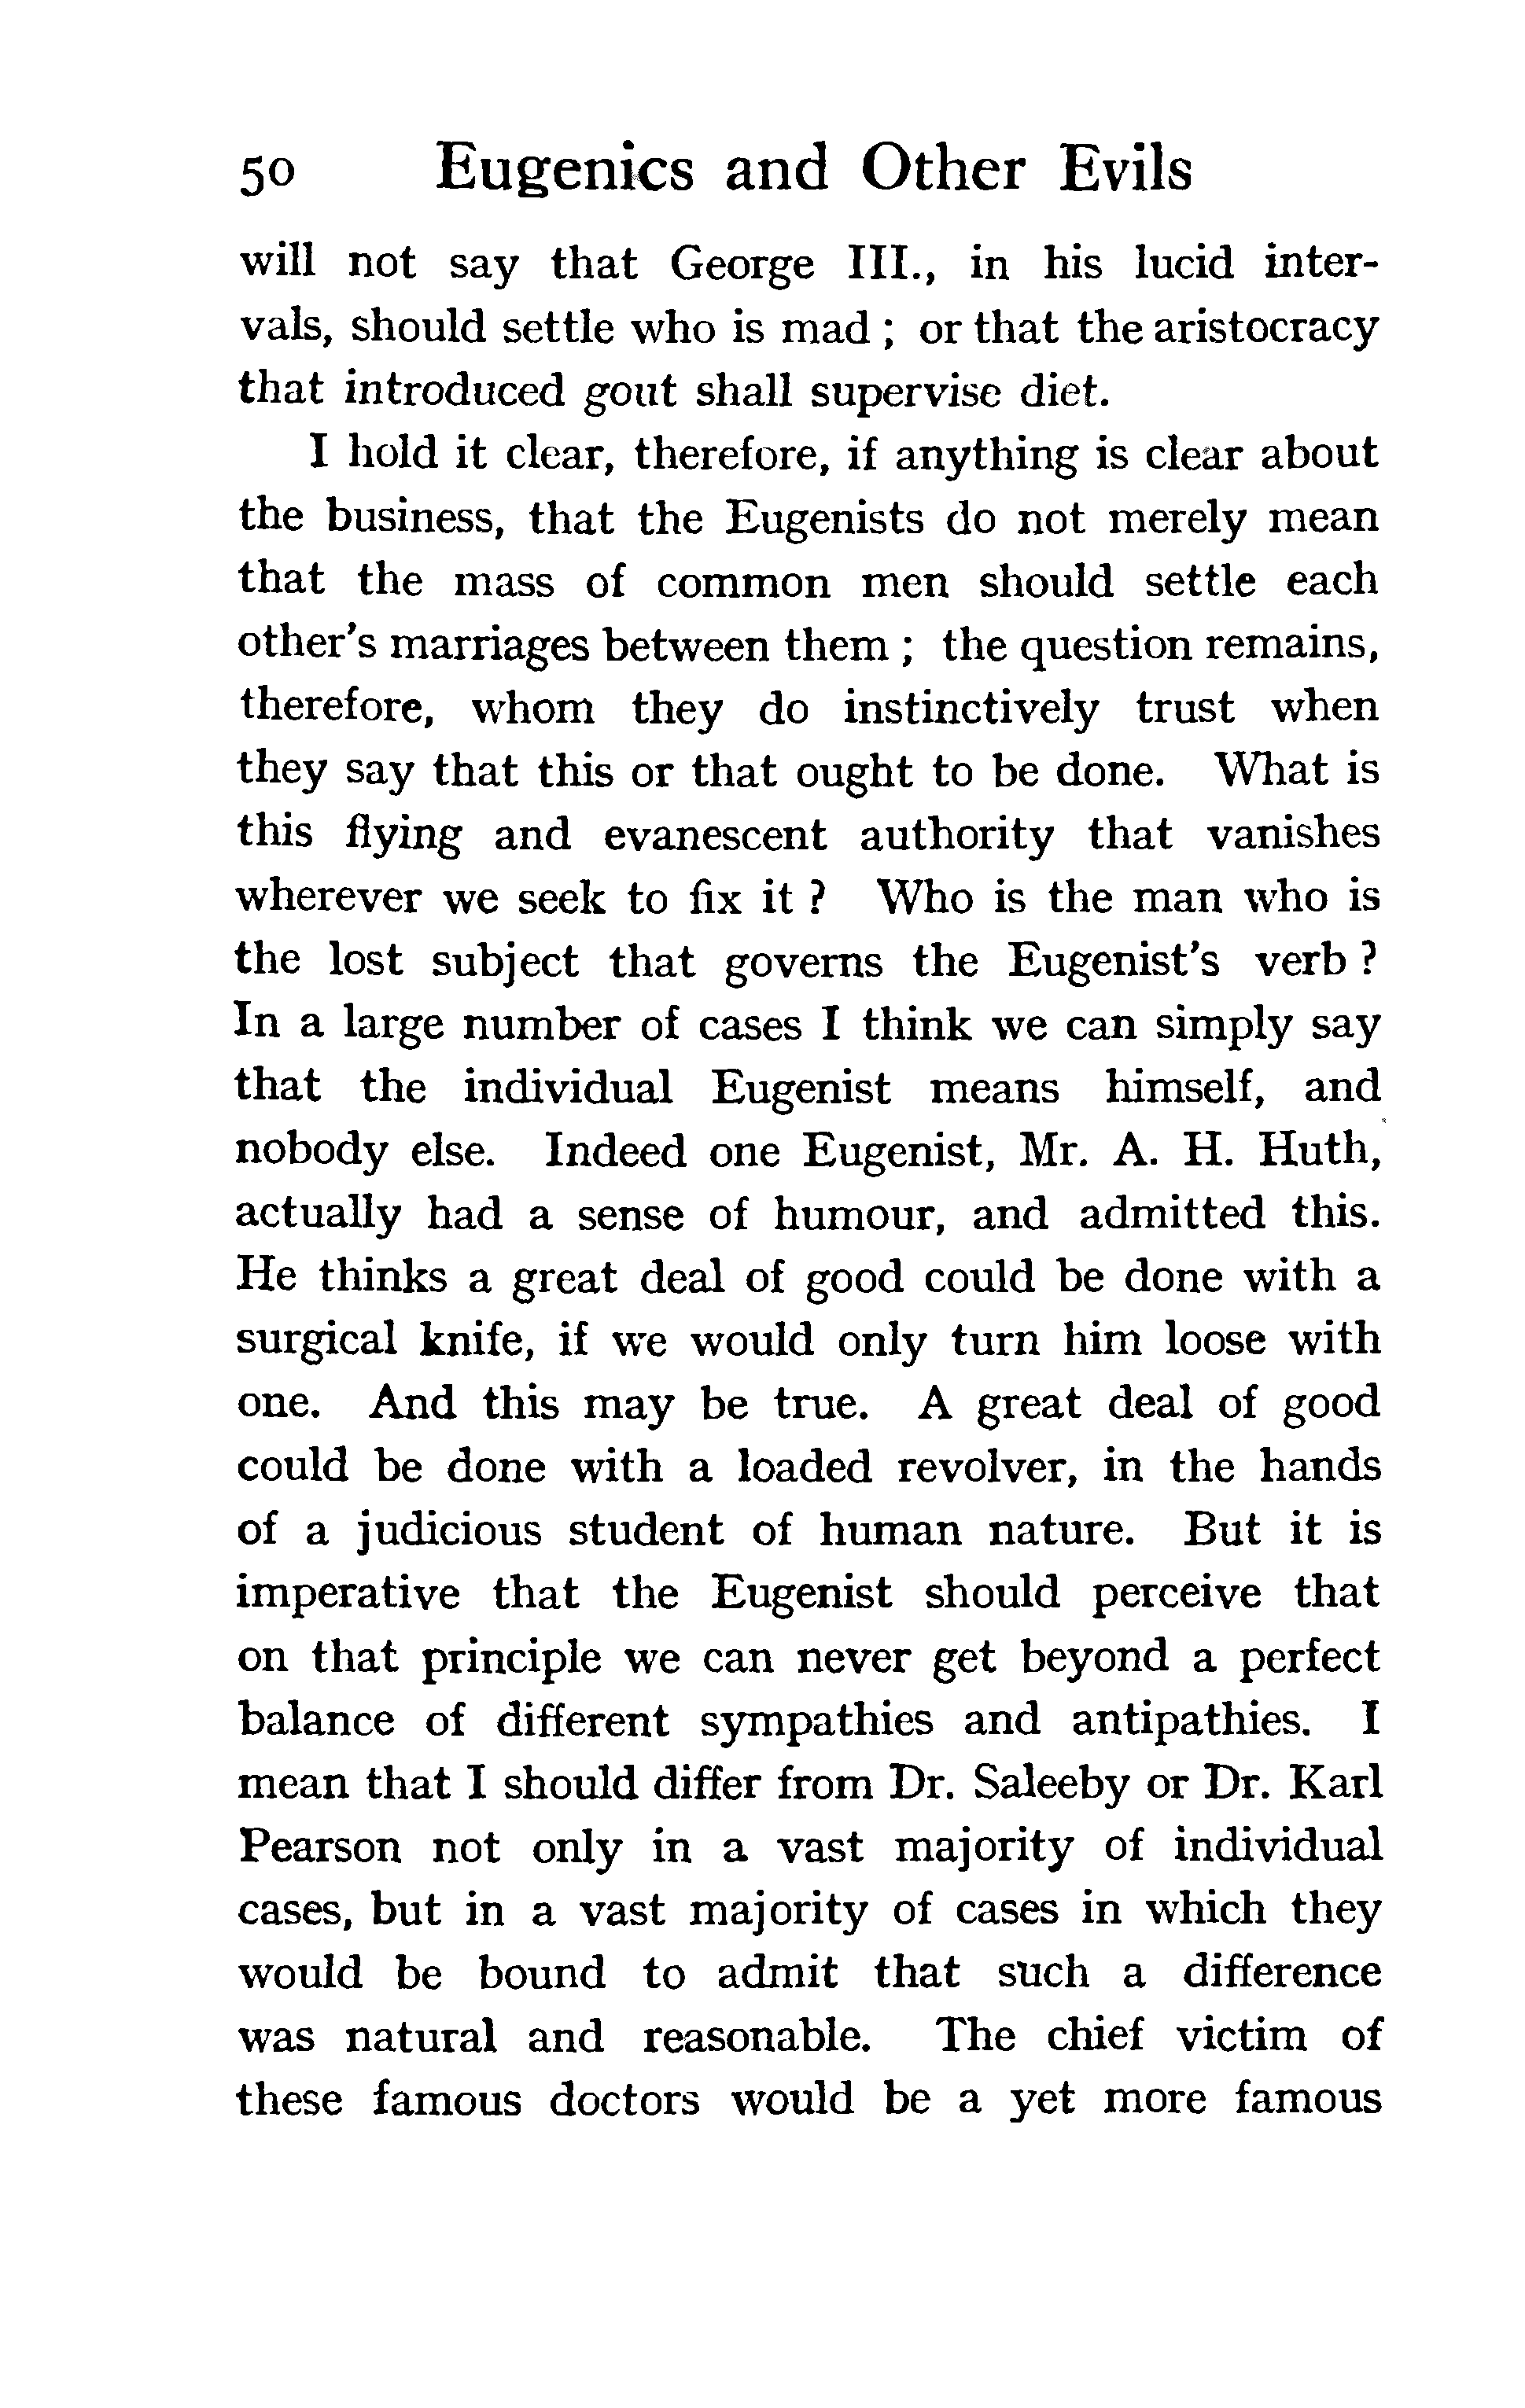 50 Eugenics and Other Evils
will not say that George III., in his lucid inter-
vals, should settle who is mad ; or that the aristocracy
that introduced gout shall supervise diet.
I hold it clear, therefore, if anything is clear about
the business, that the Eugenists do not merely mean
that the mass of common men should settle each
other's marriages between them ; the question remains,
therefore, whom they do instinctively trust when
they say that this or that ought to be done. What is
this flying and evanescent authority that vanishes
wherever we seek to fix it ? Who is the man who is
the lost subject that governs the Eugenist's verb ?
In a large number of cases I think we can simply say
that the individual Eugenist means himself, and
nobody else. Indeed one Eugenist, Mr. A. H. Huth,
actually had a sense of humour, and admitted this.
He thinks a great deal of good could be done with a
surgical knife, if we would only turn him loose with
one. And this may be true. A great deal of good
could be done with a loaded revolver, in the hands
of a judicious student of human nature. But it is
imperative that the Eugenist should perceive that
on that principle we can never get beyond a perfect
balance of different sympathies and antipathies. I
mean that I should differ from Dr. Saleeby or Dr. Karl
Pearson not only in a vast majority of individual
cases, but in a vast majority of cases in which they
would be bound to admit that such a difference
was natural and reasonable. The chief victim of
these famous doctors would be a yet more famous